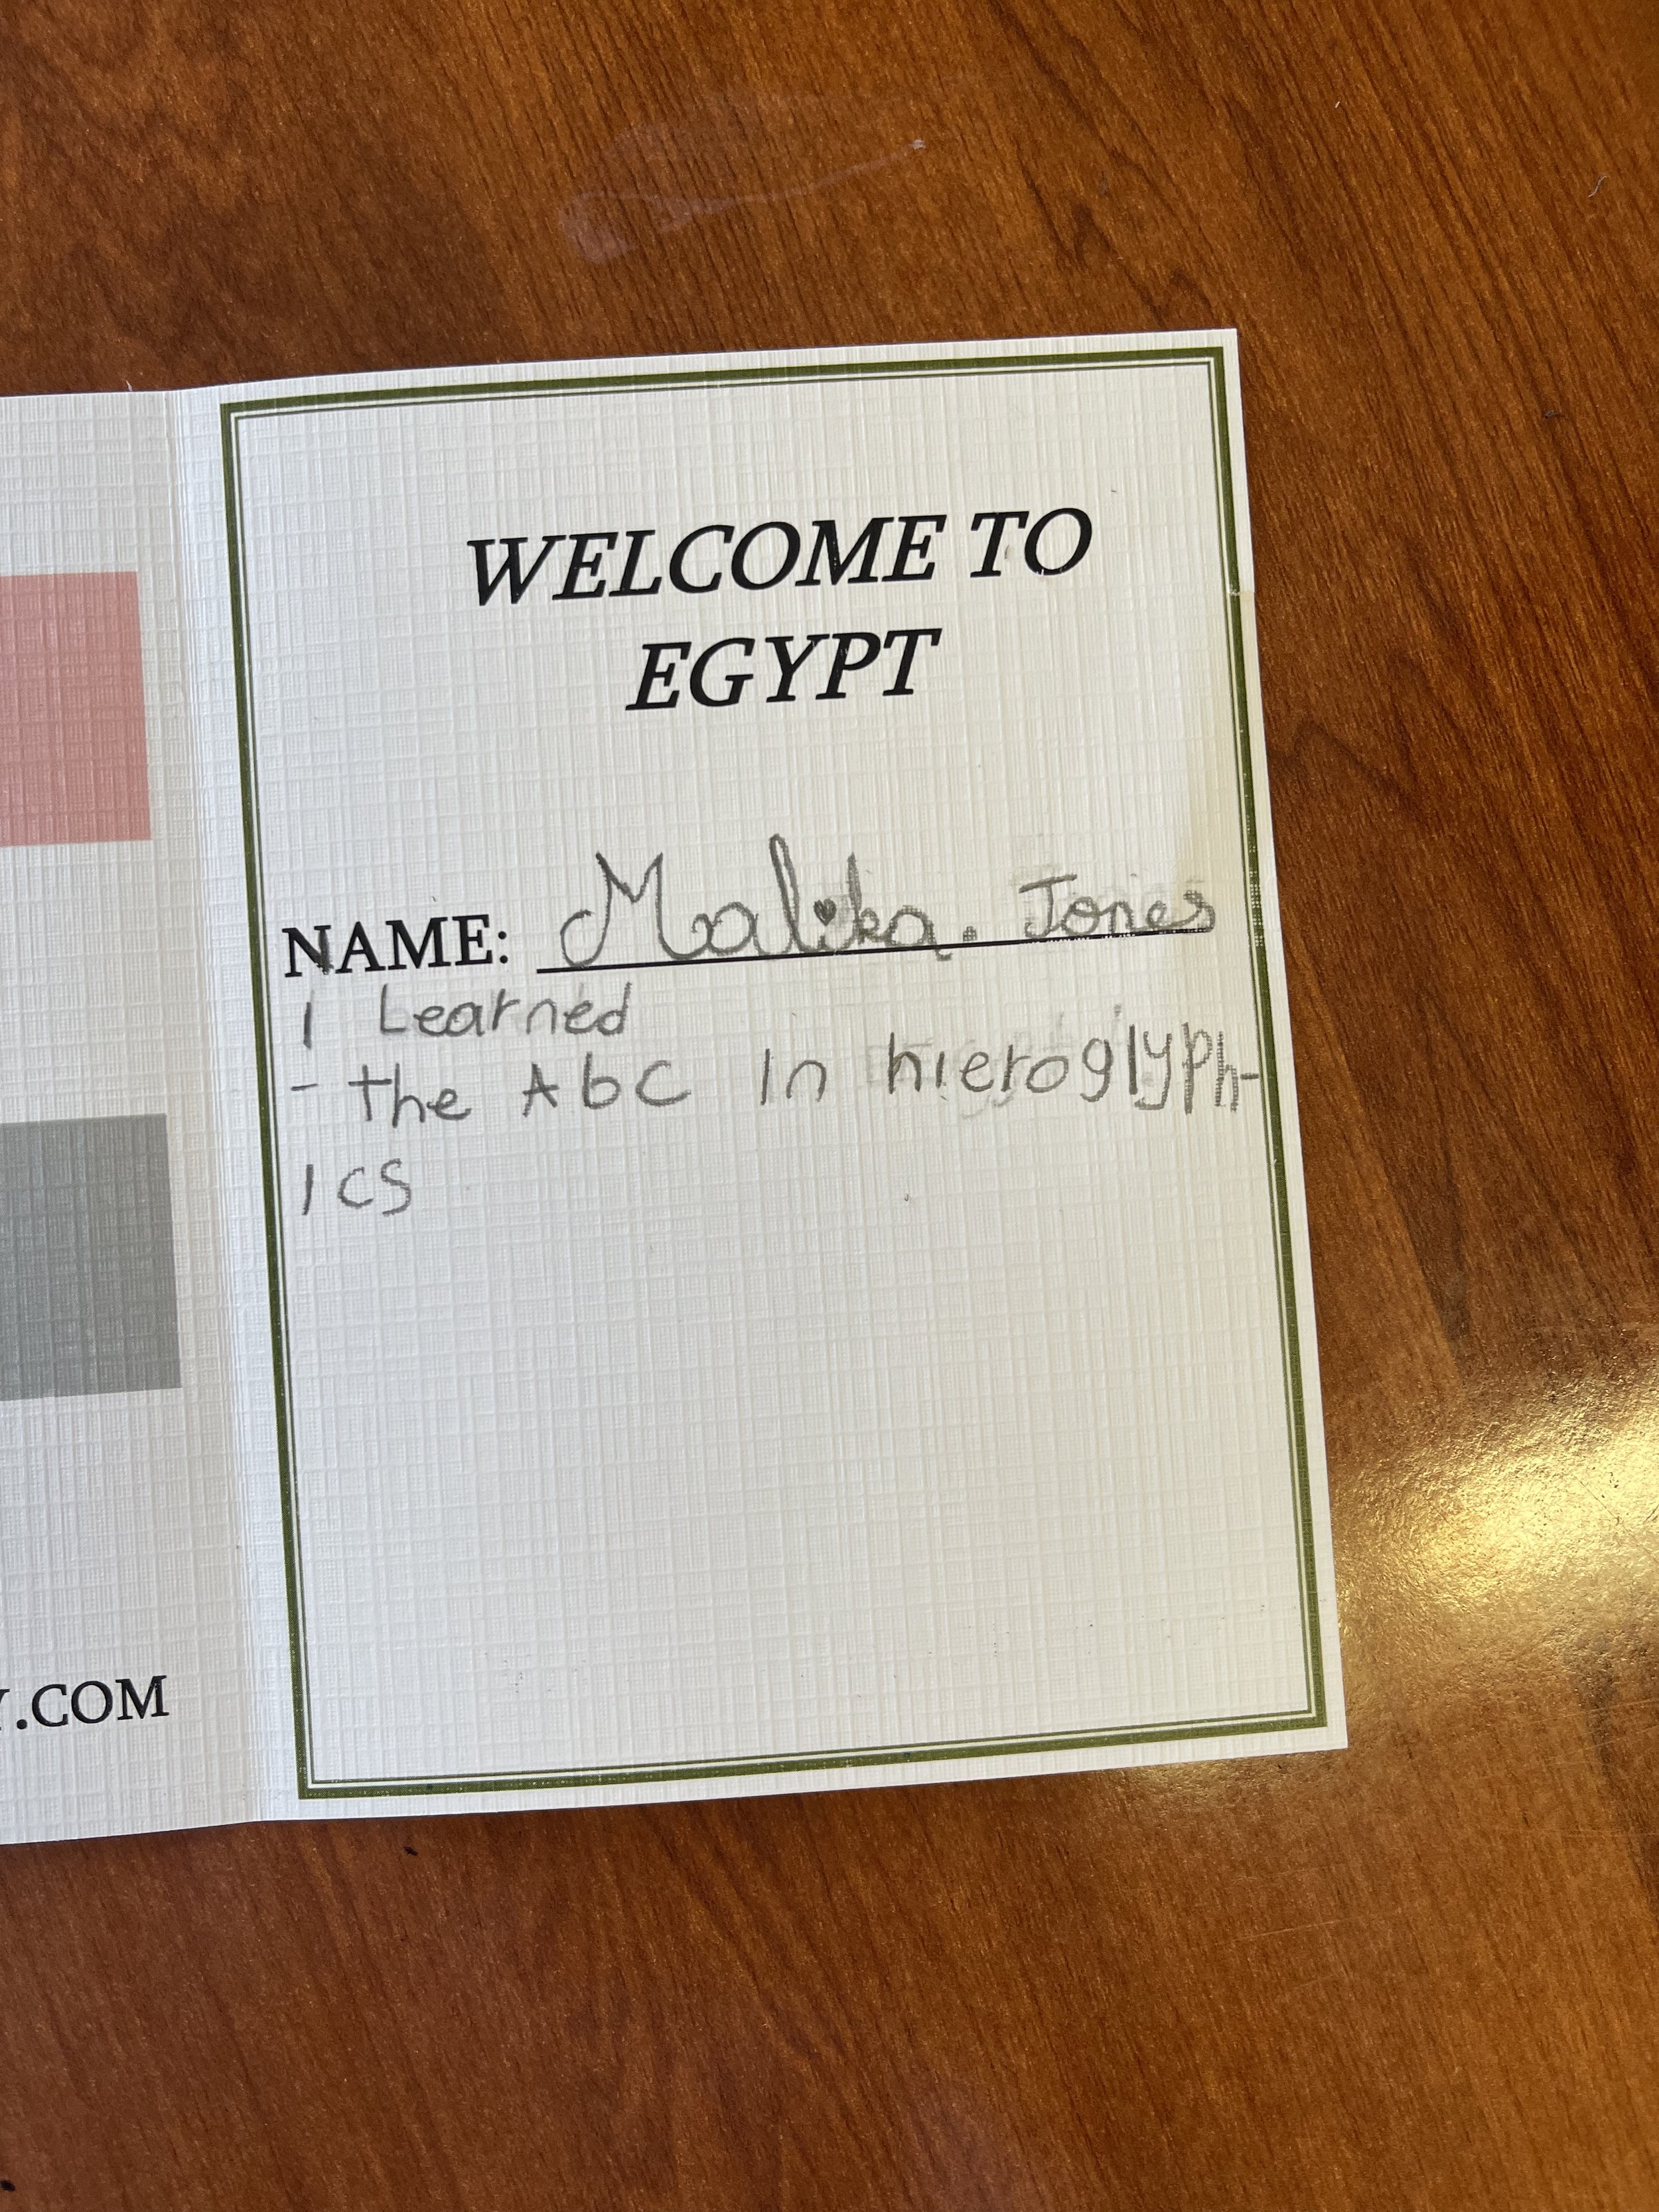 WELCOME TO
EGYPT
NAME: Malika. Jones
I Learned
- the AbC In hieroglyph-
ICS
Y.COM